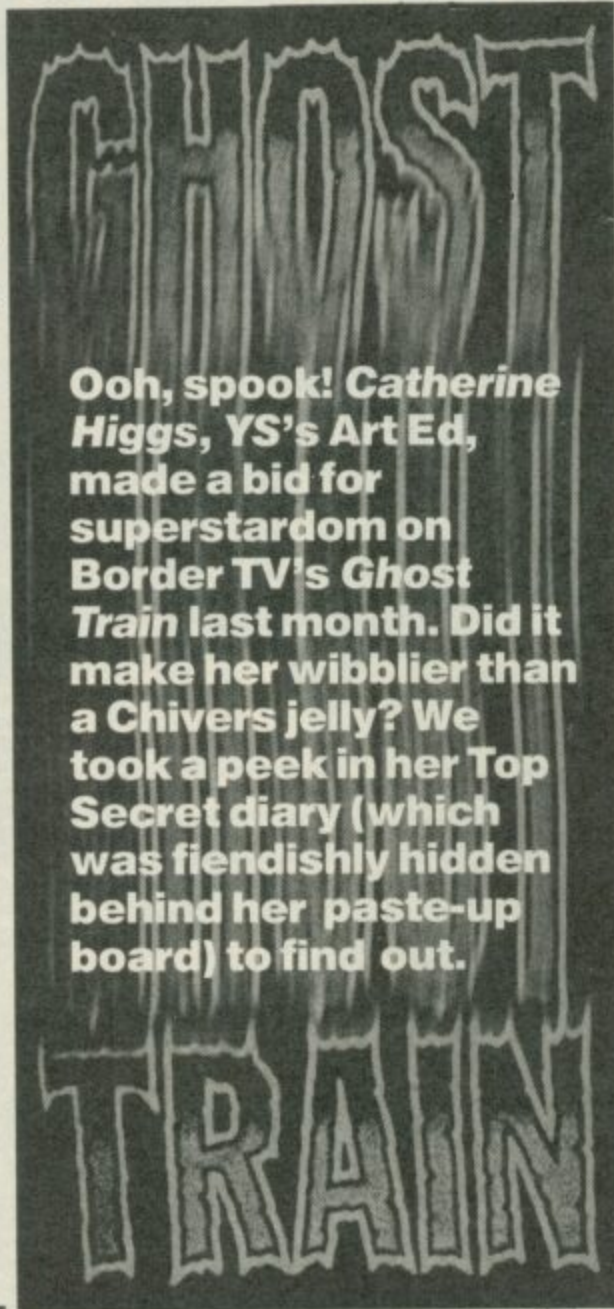 GHOST
Ooh, spook! Catherine
Higgs, YS's Art Ed,
made a bid for
superstardom on
Border TV's Ghost
Train last month. Did it
make her wibblier than
a Chivers jelly? We
took a peek in her Top
Secret diary (which
was fiendishly hidden
behind her paste-up
board) to find out.
TRAIN